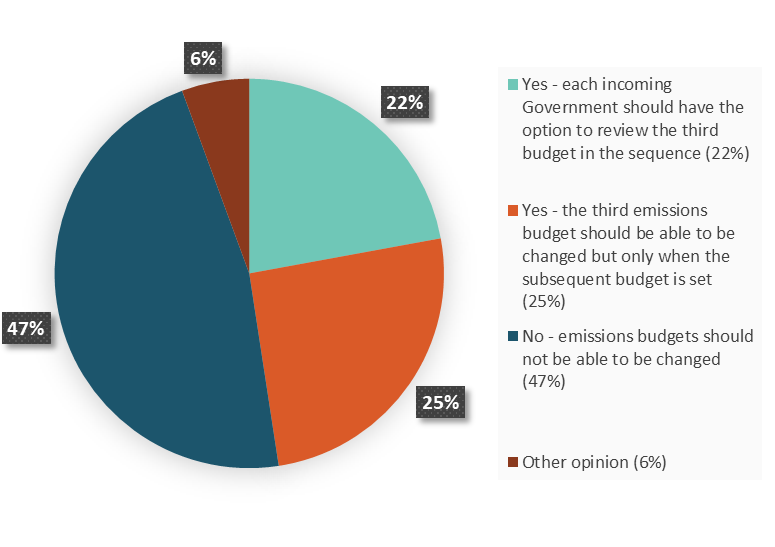 6%
22%
47%
25%
Yes - each incoming
Government should have the
option to review the third
budget in the sequence (22%)
Yes - the third emissions
budget should be able to be
changed but only when the
subsequent budget is set
(25%)
No - emissions budgets should
not be able to be changed
(47%)
Other opinion (6%)